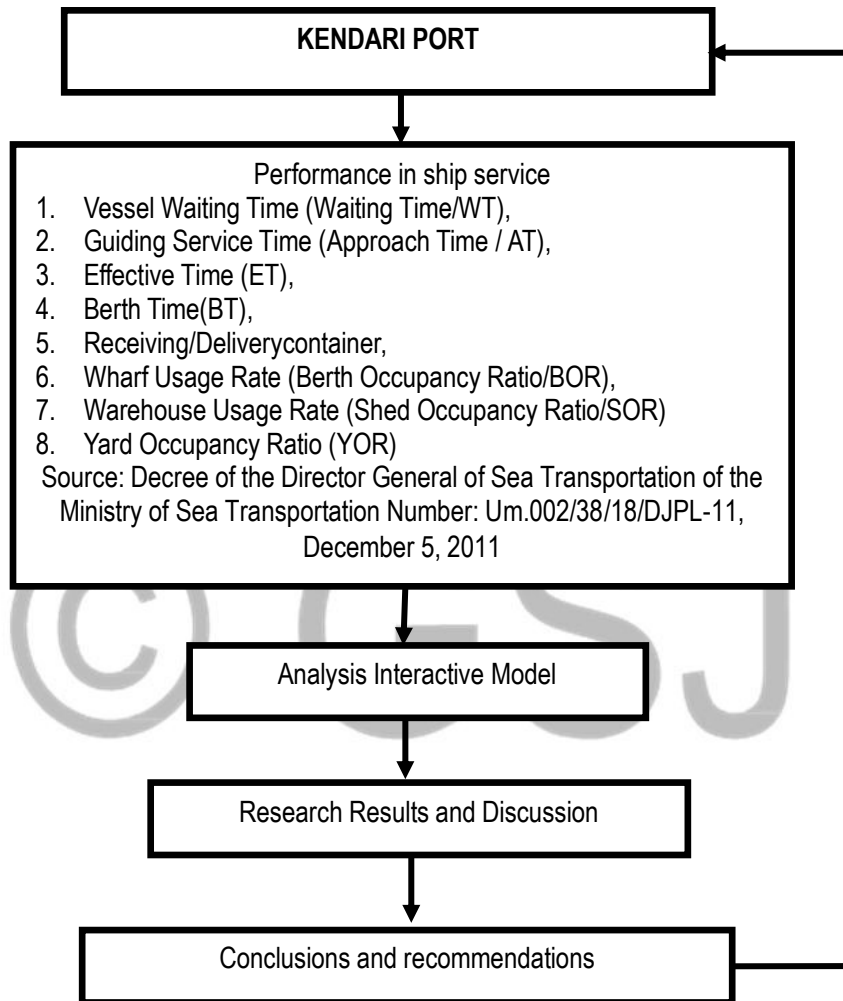 KENDARI PORT
Performance in ship service
1. Vessel Waiting Time (Waiting Time/WT),
2. Guiding Service Time (Approach Time / AT),
3. Effective Time (ET),
4. Berth Time(BT),
5. Receiving/Deliverycontainer,
6. Wharf Usage Rate (Berth Occupancy Ratio/BOR),
7. Warehouse Usage Rate (Shed Occupancy Ratio/SOR)
8. Yard Occupancy Ratio (YOR)
Source: Decree of the Director General of Sea Transportation of the
Ministry of Sea Transportation Number: Um.002/38/18/DJPL-11,
December 5, 2011
© GSJ
Analysis Interactive Model
Research Results and Discussion
Conclusions and recommendations